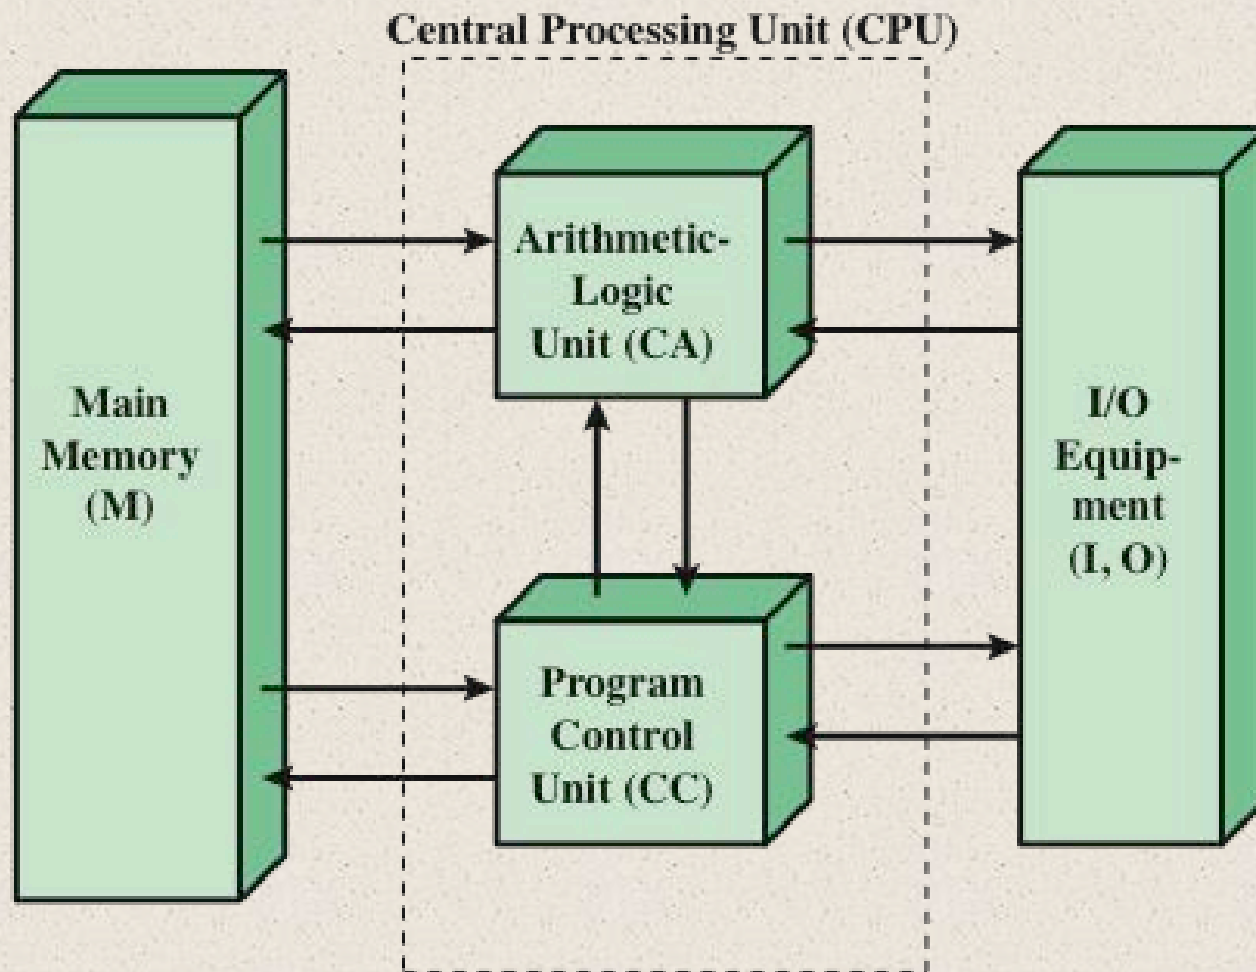 Central Processing Unit (CPU)
Main
Memory
(M)
Arithmetic-
Logic
Unit (CA)
Program
Control
Unit (CC)
I/O
Equip-
ment
(I, O)